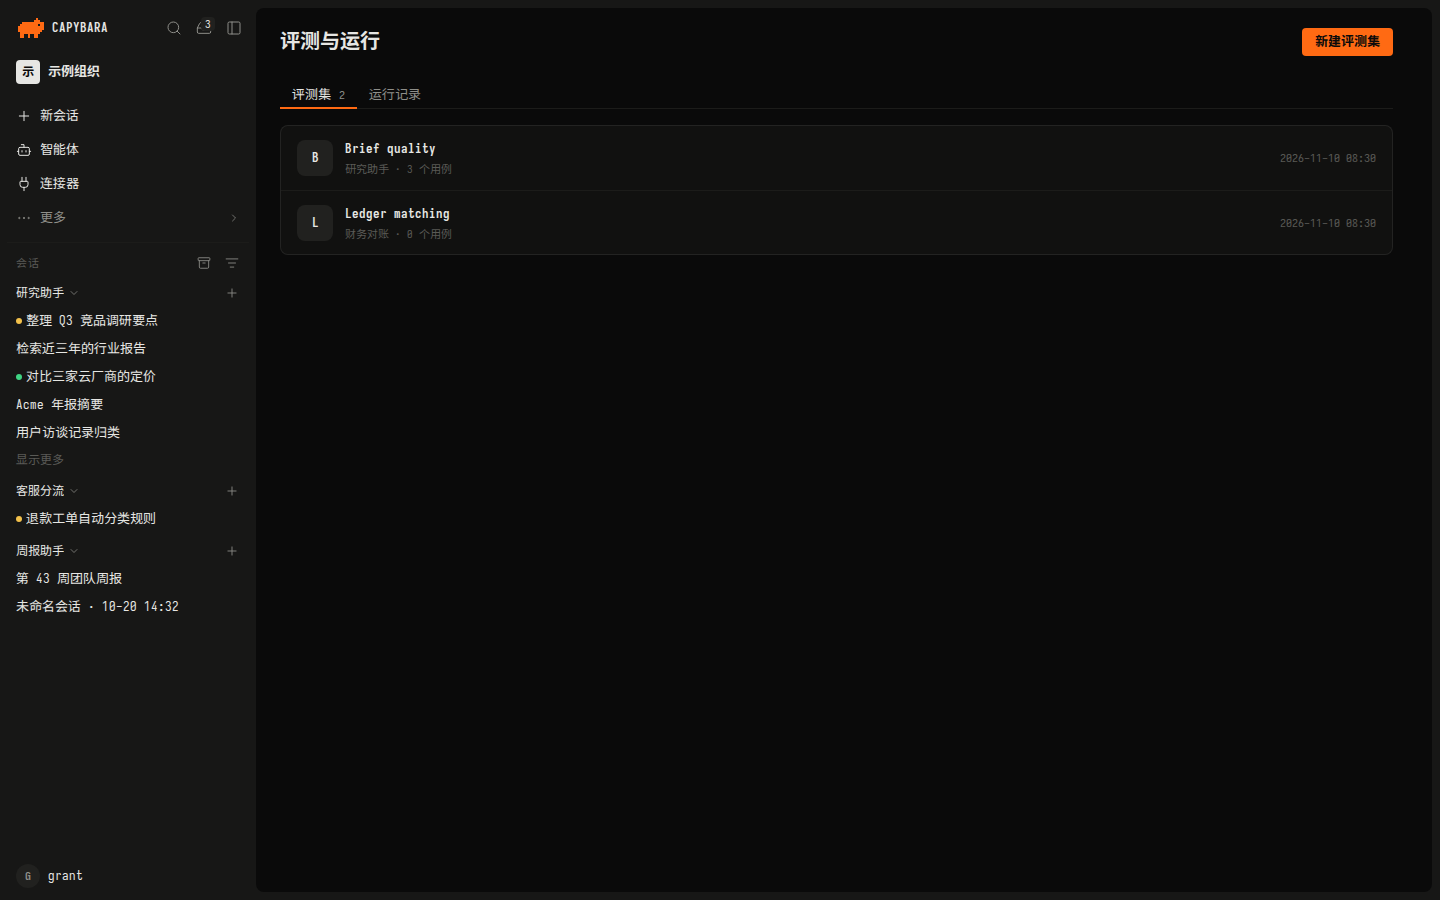 CAPYBARA
3
示 示例组织
新会话
智能体
连接器
更多
会话
研究助手
整理 Q3 竞品调研要点
检索近三年的行业报告
对比三家云厂商的定价
Acme 年报摘要
用户访谈记录归类
显示更多
客服分流
退款工单自动分类规则
周报助手
第 43 周团队周报
未命名会话 · 10-20 14:32
G grant
评测与运行
新建评测集
评测集 2 运行记录
B Brief quality
研究助手 · 3 个用例
2026-11-10 08:30
L Ledger matching
财务对账 · 0 个用例
2026-11-10 08:30